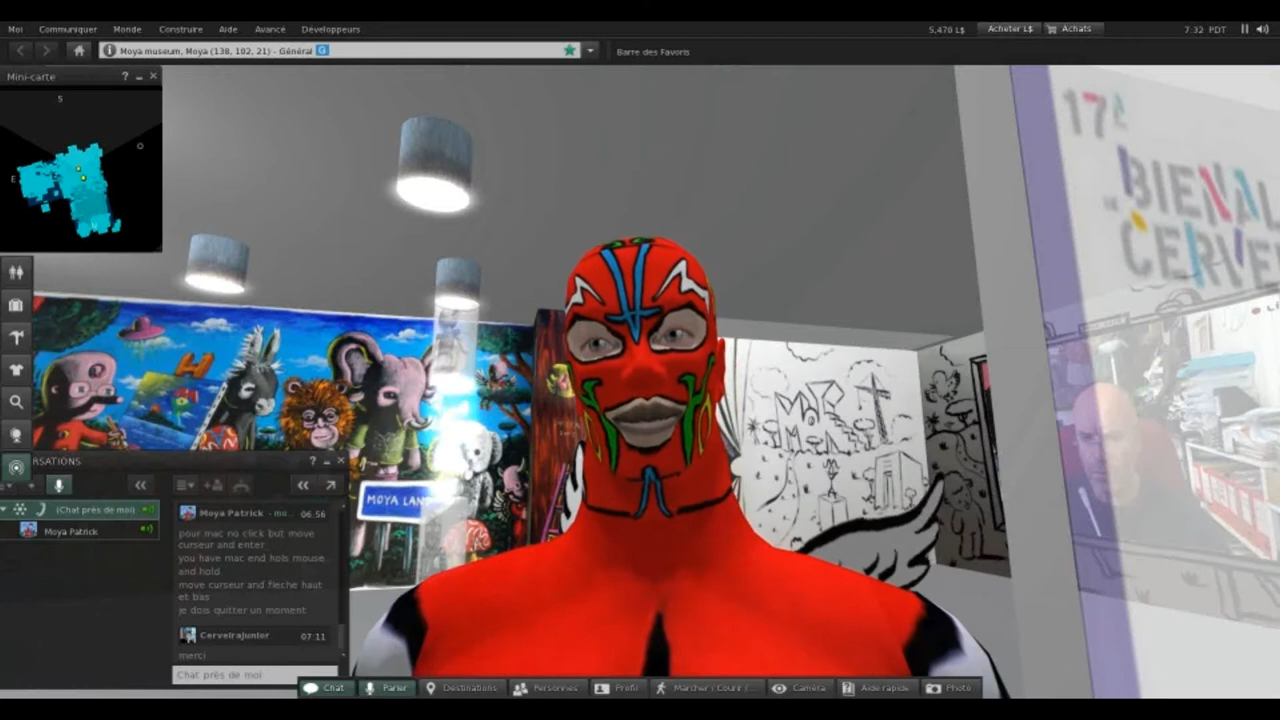 Moi Communiquer Monde Construire Aide Avancé Développeurs 5,470 L$ Acheter L$ Achats 7:32 PDT
Moya museum, Moya (138, 102, 21) - Général G Barre des Favoris
Mini-carte ? _ ×
S
O
E
N
17ª
BIENAL
CERVEI
MOYA LAND
RSATIONS ? _ ×
(Chat près de moi)
Moya Patrick
Moya Patrick - mo... 06:56
pour mac no click but move
curseur and enter
you have mac end hols mouse
and hold
move curseur and fleche haut
et bas
je dois quitter un moment
Cerveirajunior 07:11
merci
Chat près de moi
Chat Parler Destinations Personnes Profil Marcher / Courir /... Caméra Aide rapide Photo